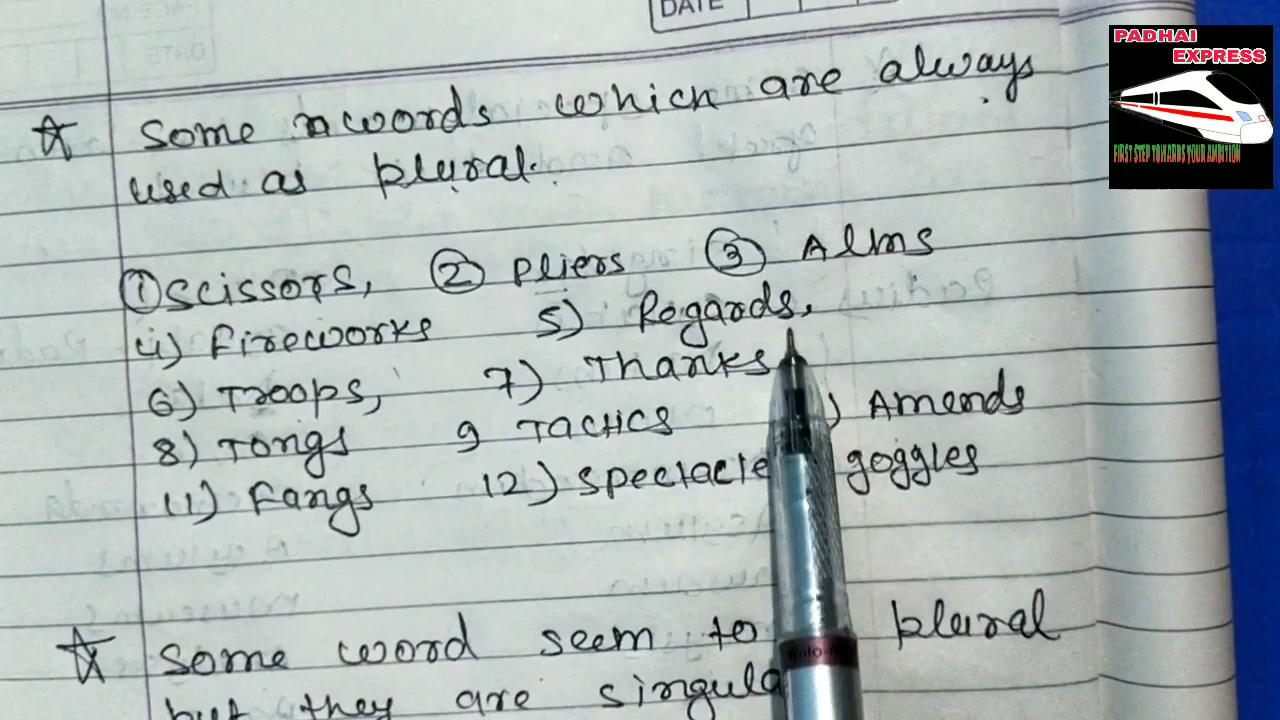 DATE
PADHAI
EXPRESS
FIRST STEP TOWARDS YOUR AMBITION
☆ Some words which are always
used as plural.
① Scissors, ② Pliers ③ Alms
4) Fireworks 5) Regards,
6) Troops, 7) Thanks
8) Tongs 9 Tactics ) Amends
11) Fangs 12) Spectacle goggles
☆ Some word seem to plural
but they are singula